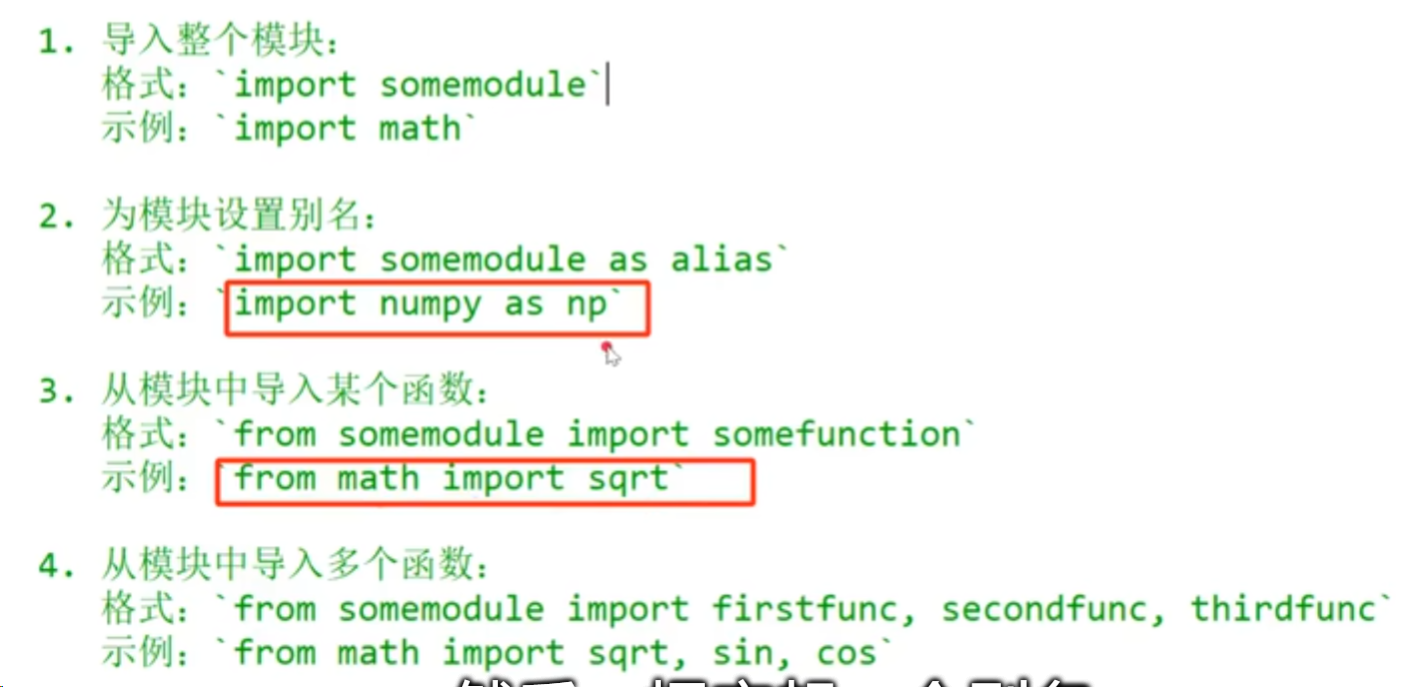 1. 导入整个模块：
格式：`import somemodule`
示例：`import math`
2. 为模块设置别名：
格式：`import somemodule as alias`
示例：`import numpy as np`
3. 从模块中导入某个函数：
格式：`from somemodule import somefunction`
示例：`from math import sqrt`
4. 从模块中导入多个函数：
格式：`from somemodule import firstfunc, secondfunc, thirdfunc`
示例：`from math import sqrt, sin, cos`